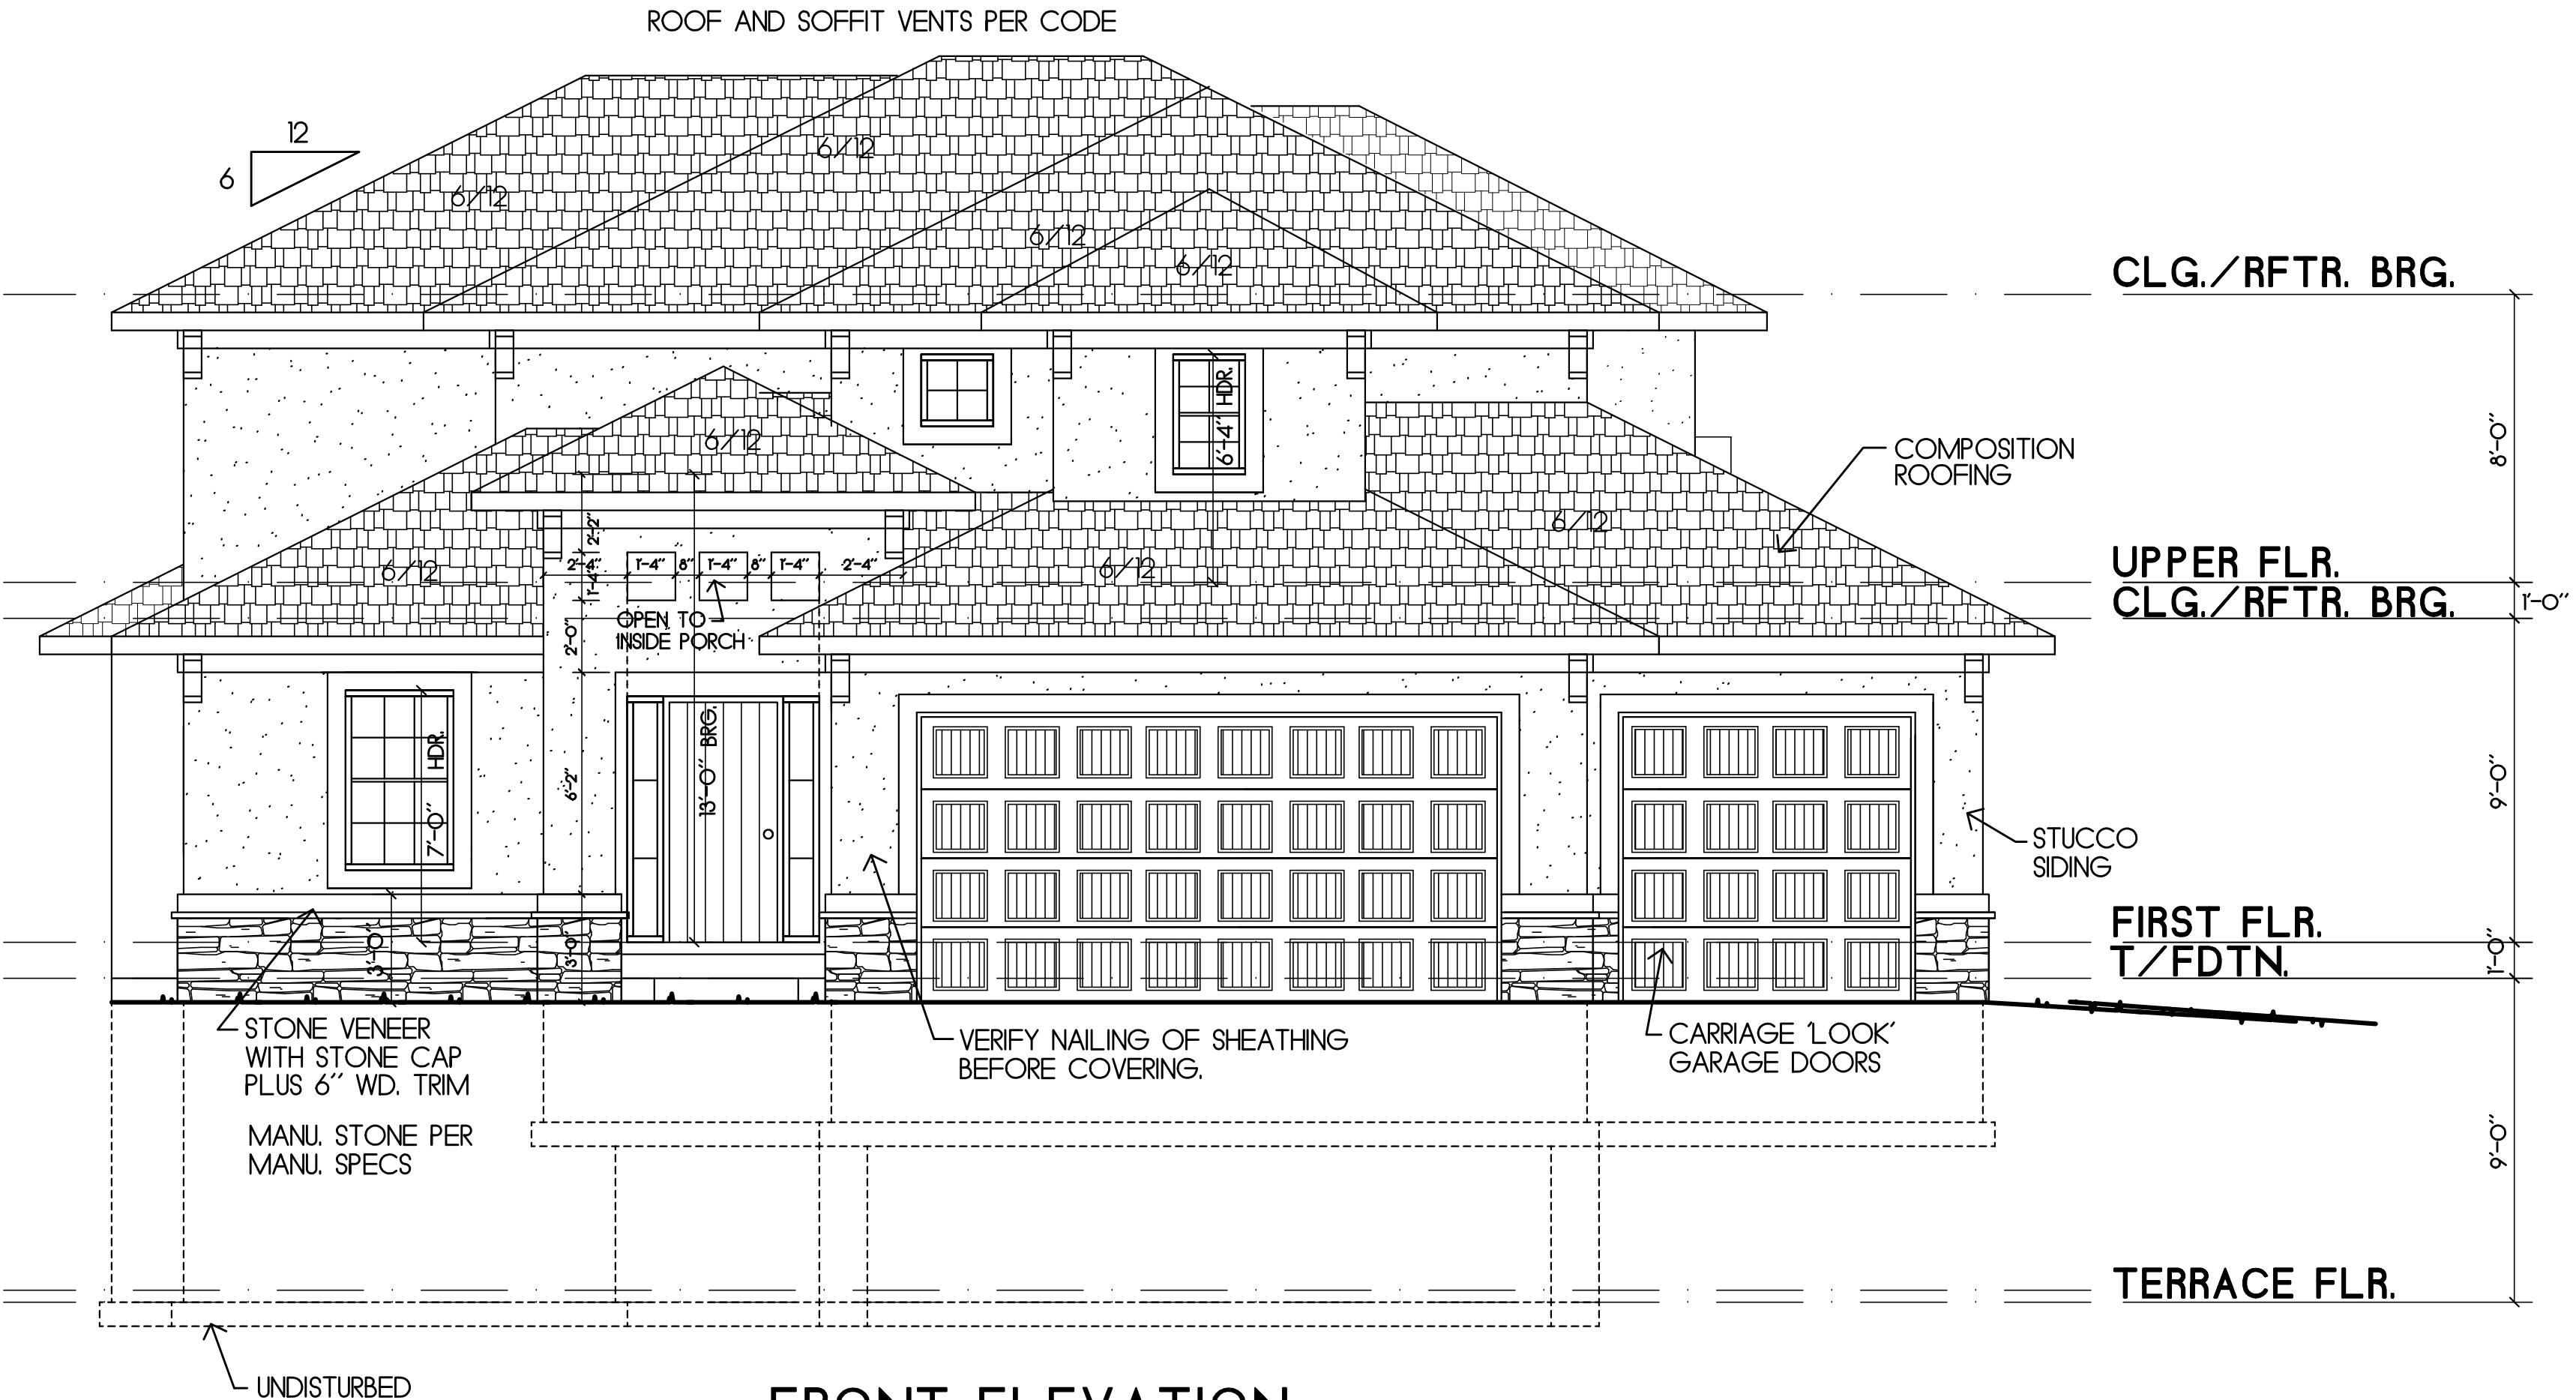 ROOF AND SOFFIT VENTS PER CODE
12
6
6/12
6/12
6/12
6/12
CLG./RFTR. BRG.
8'-0"
HDR.
6'-4"
6/12
COMPOSITION
ROOFING
6/12
2'-2"
6/12
6/12
2'-4" 1'-4" 8" 1'-4" 8" 1'-4" 2'-4"
1'-4"
UPPER FLR.
CLG./RFTR. BRG.
1'-0"
OPEN TO
INSIDE PORCH
2'-0"
HDR.
7'-0"
6'-2"
13'-0" BRG.
9'-0"
STUCCO
SIDING
FIRST FLR.
T/FDTN.
1'-0"
3'-0"
3'-0"
STONE VENEER
WITH STONE CAP
PLUS 6" WD. TRIM
MANU. STONE PER
MANU. SPECS
VERIFY NAILING OF SHEATHING
BEFORE COVERING.
CARRIAGE 'LOOK'
GARAGE DOORS
9'-0"
TERRACE FLR.
UNDISTURBED
FRONT ELEVATION